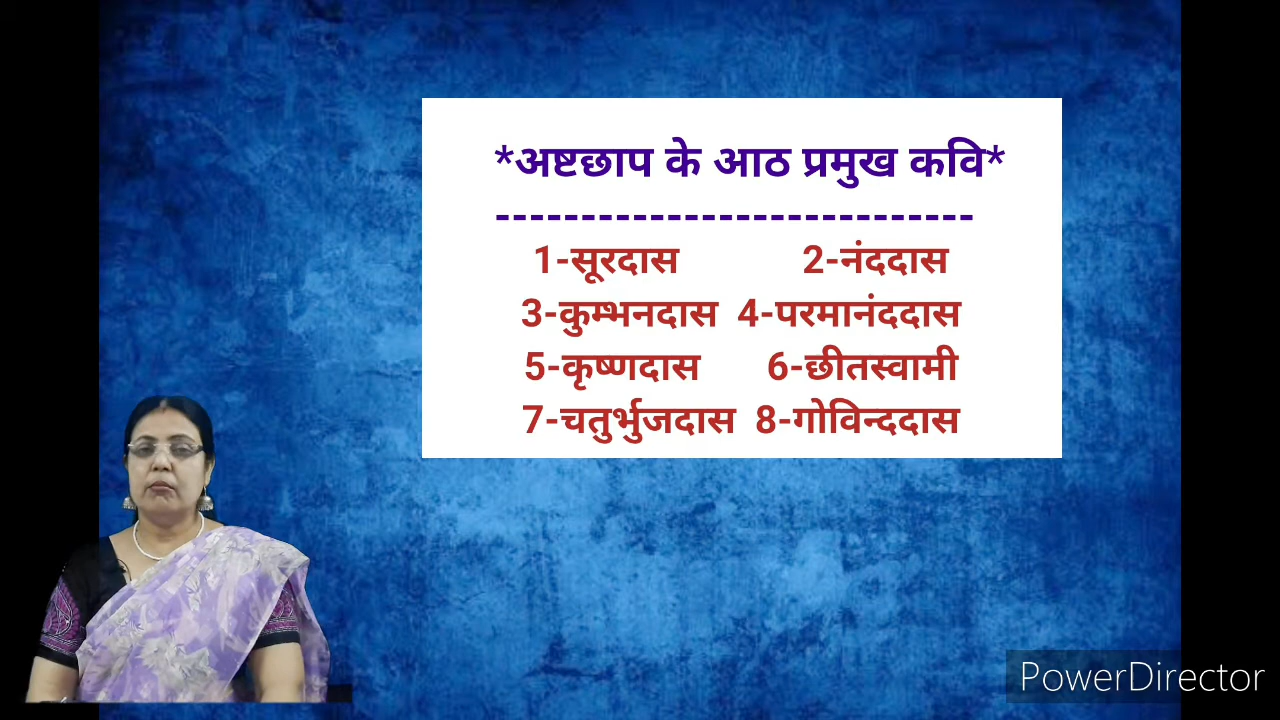 *अष्टछाप के आठ प्रमुख कवि*
-----------------------------
1-सूरदास 2-नंददास
3-कुम्भनदास 4-परमानंददास
5-कृष्णदास 6-छीतस्वामी
7-चतुर्भुजदास 8-गोविन्ददास
PowerDirector